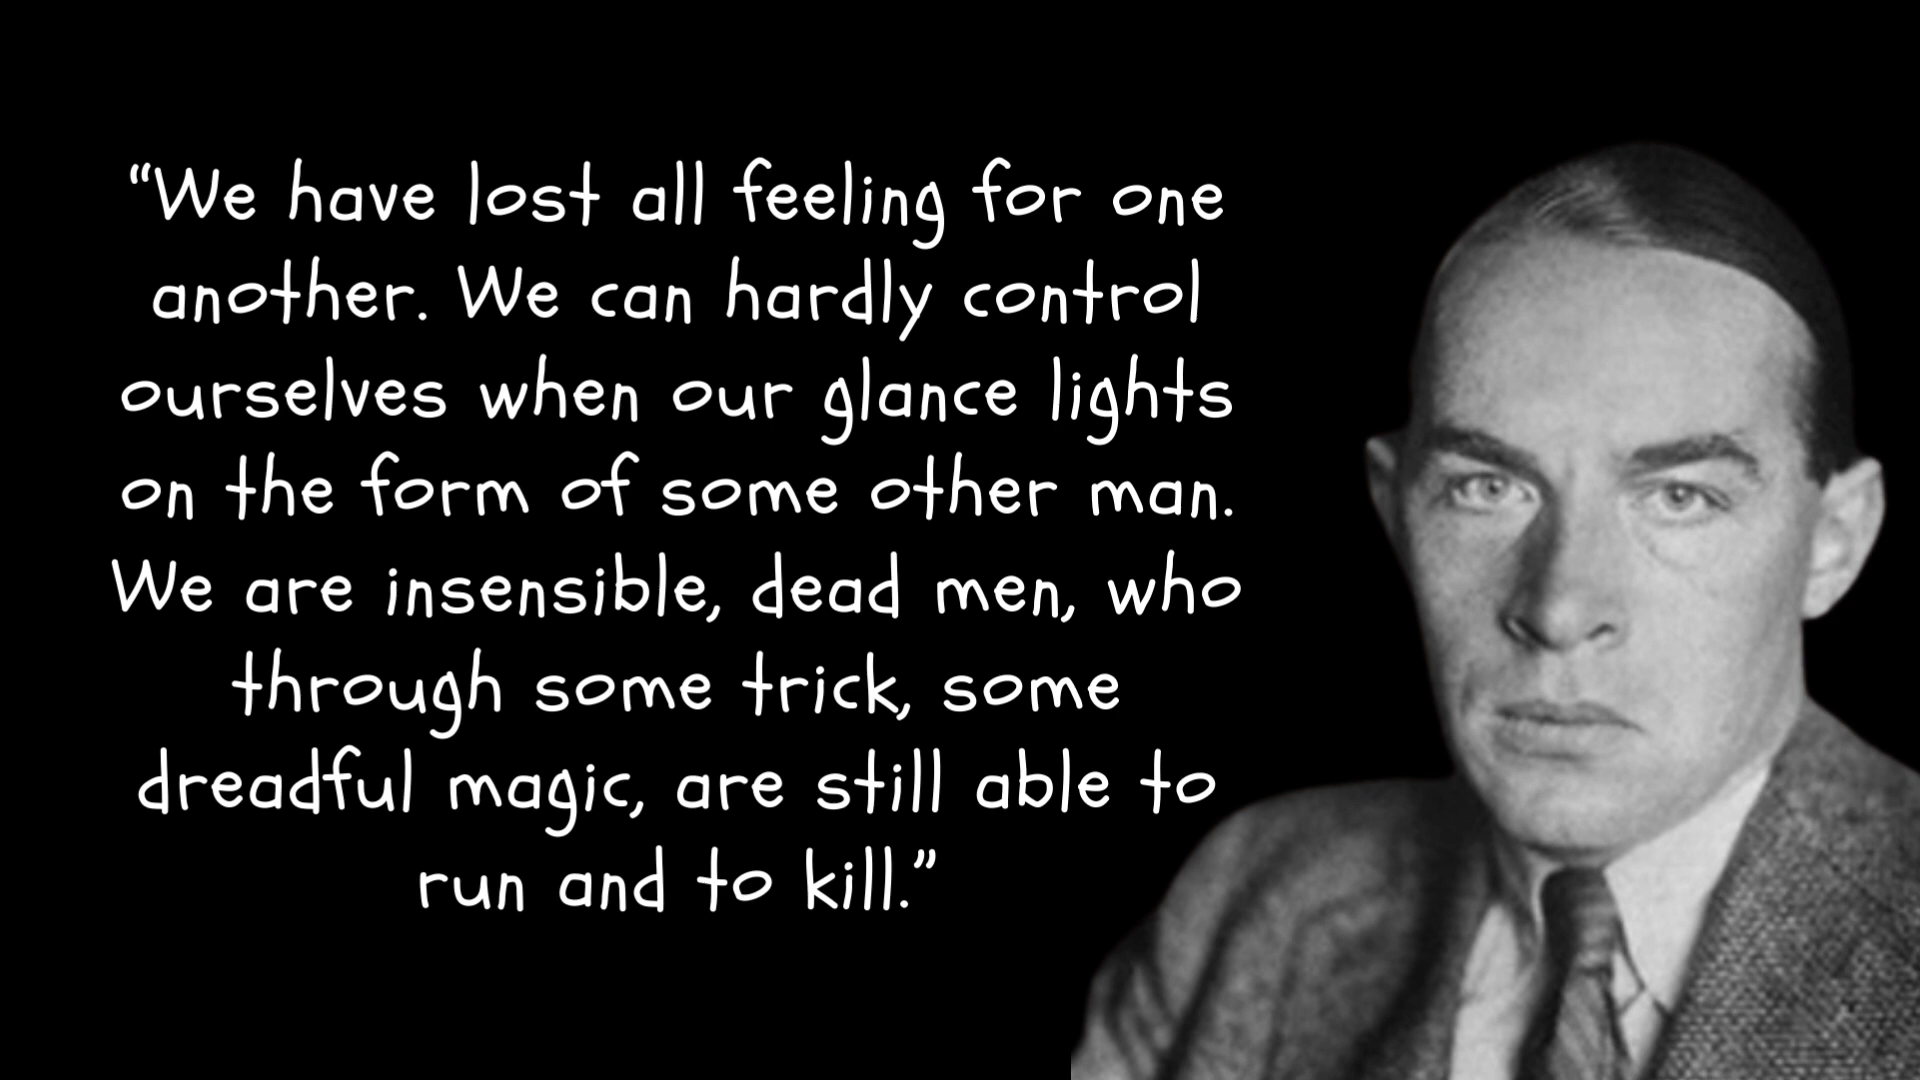 “We have lost all feeling for one
another. We can hardly control
ourselves when our glance lights
on the form of some other man.
We are insensible, dead men, who
through some trick, some
dreadful magic, are still able to
run and to kill.”